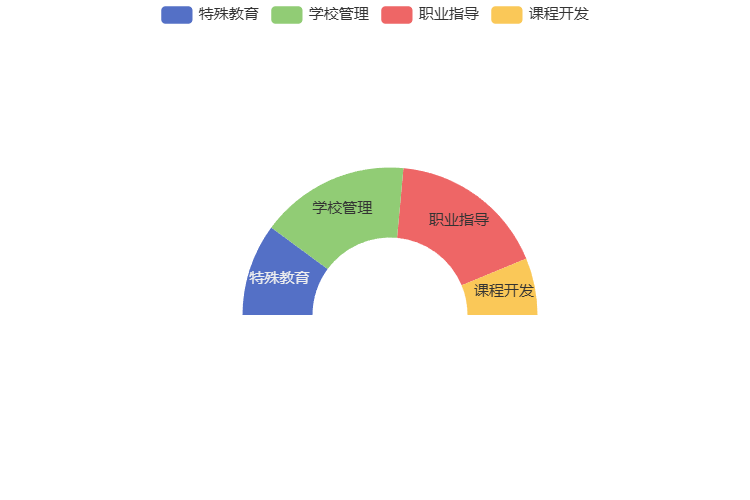 特殊教育 学校管理 职业指导 课程开发
学校管理
职业指导
特殊教育
课程开发